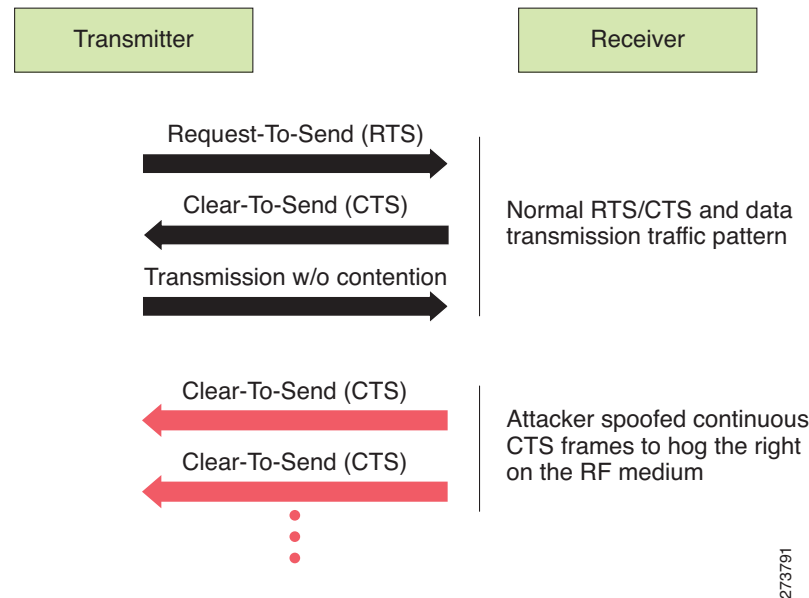 Transmitter
Receiver
Request-To-Send (RTS)
Clear-To-Send (CTS)
Transmission w/o contention
Normal RTS/CTS and data
transmission traffic pattern
Clear-To-Send (CTS)
Clear-To-Send (CTS)
Attacker spoofed continuous
CTS frames to hog the right
on the RF medium
273791